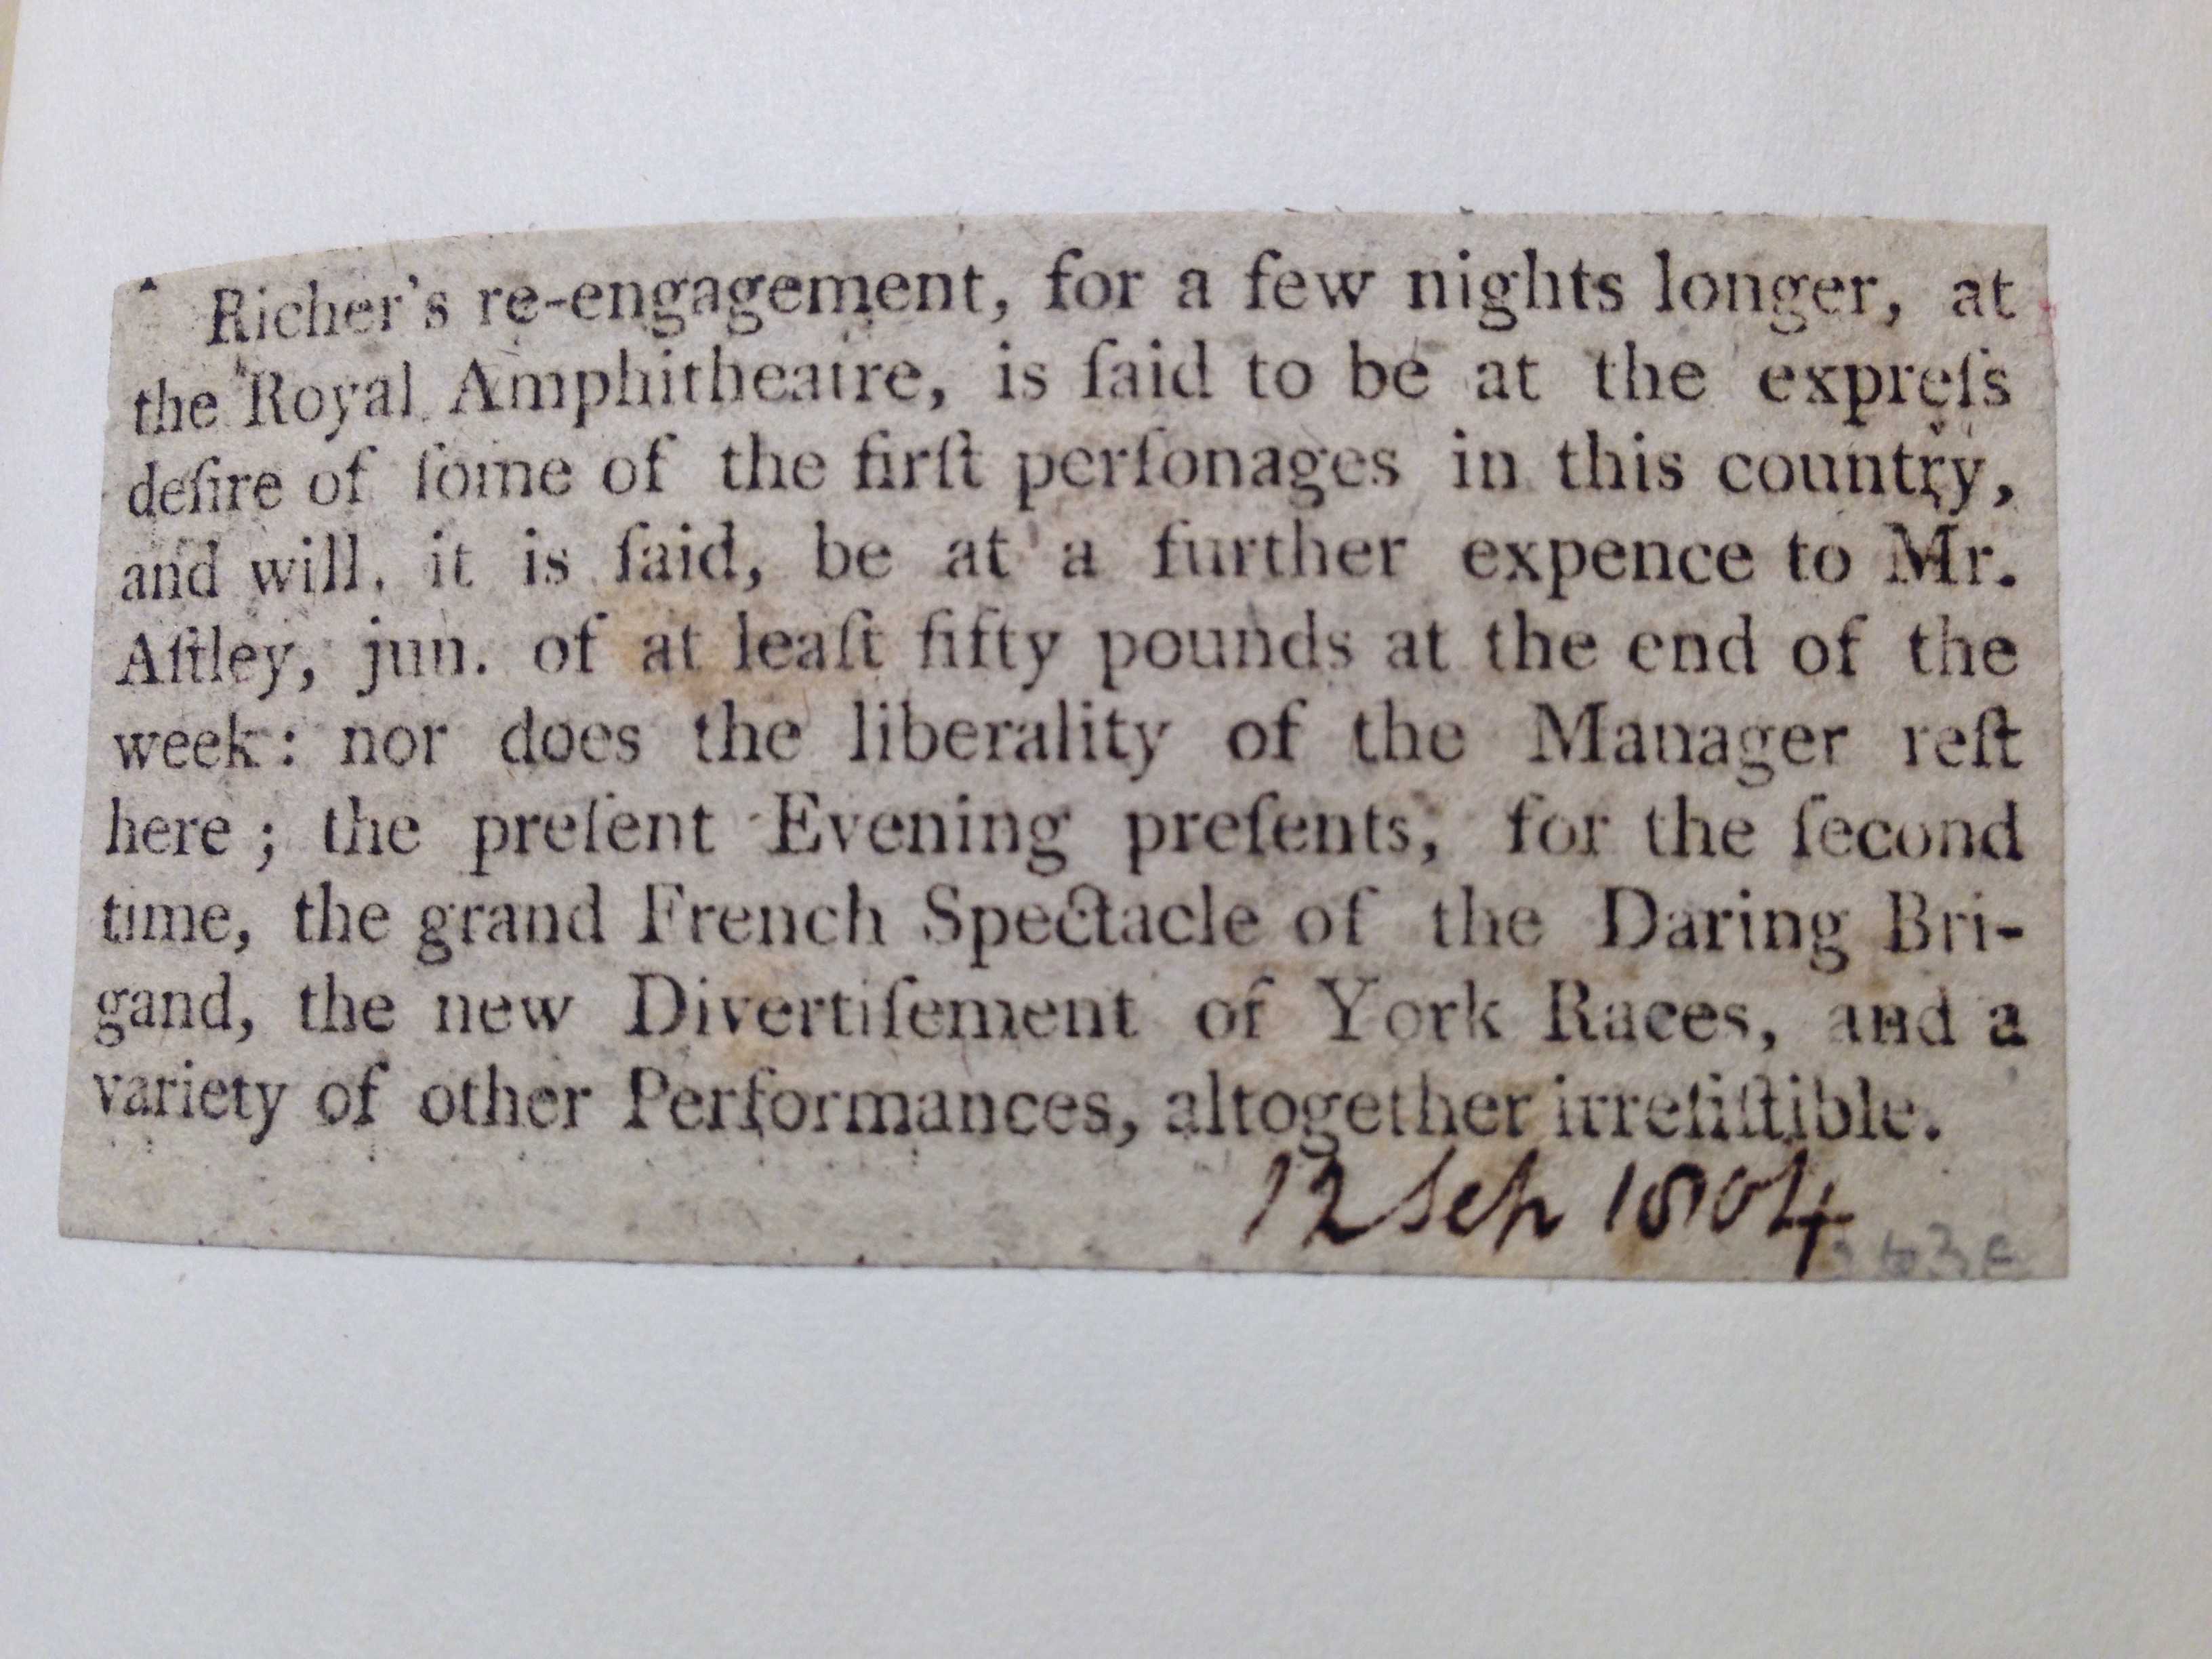 Richer's re-engagement, for a few nights longer, at
the Royal Amphitheatre, is ſaid to be at the expreſs
deſire of ſome of the firſt perſonages in this country,
and will, it is ſaid, be at a further expence to Mr.
Aſtley, jun. of at leaſt fifty pounds at the end of the
week: nor does the liberality of the Manager reſt
here; the preſent Evening preſents, for the ſecond
time, the grand French Spectacle of the Daring Bri-
gand, the new Divertiſement of York Races, and a
variety of other Performances, altogether irreſiſtible.
12 Sep 1804